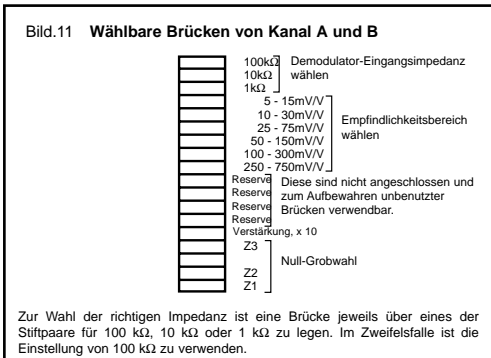 Bild.11 Wählbare Brücken von Kanal A und B
100kΩ Demodulator-Eingangsimpedanz
10kΩ wählen
1kΩ
5 - 15mV/V
10 - 30mV/V
25 - 75mV/V Empfindlichkeitsbereich
50 - 150mV/V wählen
100 - 300mV/V
250 - 750mV/V
Reserve Diese sind nicht angeschlossen und
Reserve zum Aufbewahren unbenutzter
Reserve Brücken verwendbar.
Reserve
Verstärkung, x 10
Z3
Null-Grobwahl
Z2
Z1
Zur Wahl der richtigen Impedanz ist eine Brücke jeweils über eines der
Stiftpaare für 100 kΩ, 10 kΩ oder 1 kΩ zu legen. Im Zweifelsfalle ist die
Einstellung von 100 kΩ zu verwenden.